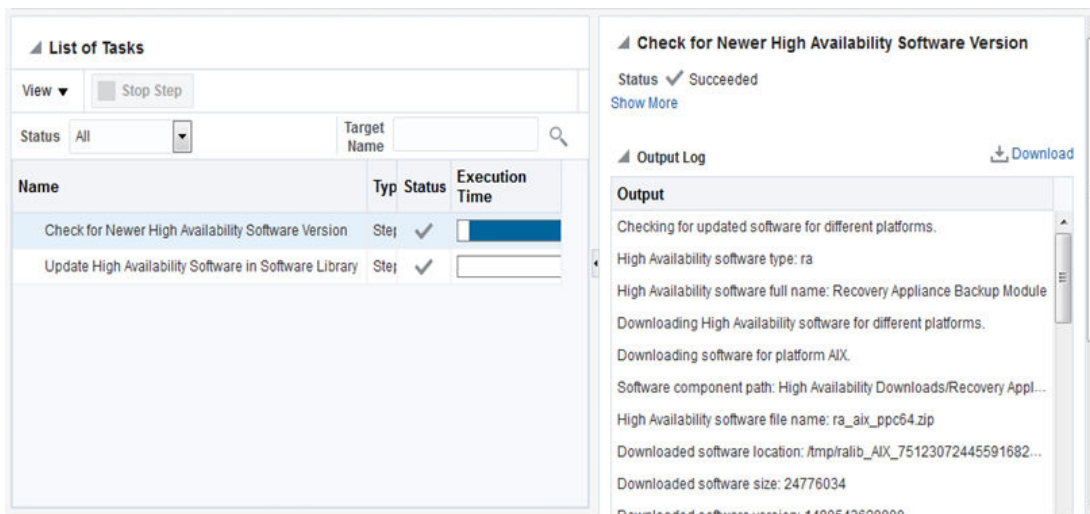 List of Tasks
View
Stop Step
Status All
Target Name
Name Typ Status Execution Time
Check for Newer High Availability Software Version Step
Update High Availability Software in Software Library Step
Check for Newer High Availability Software Version
Status Succeeded
Show More
Output Log
Download
Output
Checking for updated software for different platforms.
High Availability software type: ra
High Availability software full name: Recovery Appliance Backup Module
Downloading High Availability software for different platforms.
Downloading software for platform AIX.
Software component path: High Availability Downloads/Recovery Appl...
High Availability software file name: ra_aix_ppc64.zip
Downloaded software location: /tmp/ralib_AIX_75123072445591682...
Downloaded software size: 24776034
Downloaded software version: